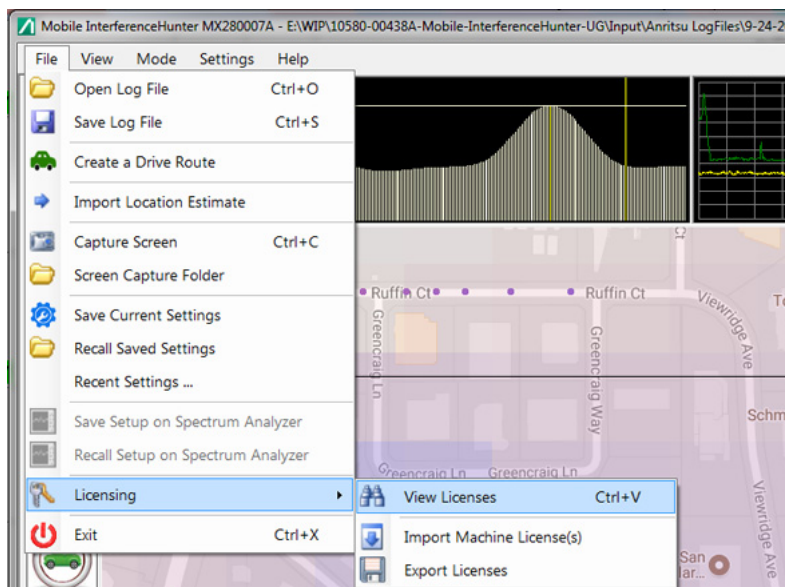 Mobile InterferenceHunter MX280007A - E:\WIP\10580-00438A-Mobile-InterferenceHunter-UG\Input\Anritsu LogFiles\9-24-2
File View Mode Settings Help
Open Log File Ctrl+O
Save Log File Ctrl+S
Create a Drive Route
Import Location Estimate
Capture Screen Ctrl+C
Screen Capture Folder
Save Current Settings
Recall Saved Settings
Recent Settings ...
Save Setup on Spectrum Analyzer
Recall Setup on Spectrum Analyzer
Licensing
Exit Ctrl+X
View Licenses Ctrl+V
Import Machine License(s)
Export Licenses
Ct
Ruffin Ct
Ruffin Ct
Viewridge Ave
Greencraig Ln
Greencraig Way
Schm
Greencraig Ln
Greencraig Ln
Viewridge Ave
San